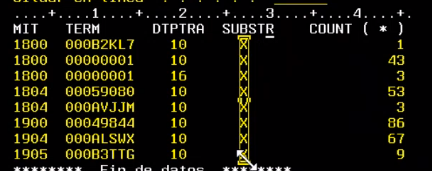 ....+....1....+....2....+....3....+....4....+.
MIT TERM DTPTRA SUBSTR COUNT ( * )
1800 000B2KL7 10 X 1
1800 00000001 10 X 43
1800 00000001 16 X 3
1804 00059080 10 X 53
1804 000AVJJM 10 X 3
1900 00049844 10 X 86
1904 000ALSWX 10 X 67
1905 000B3TTG 10 X 9
******** Fin de datos ********